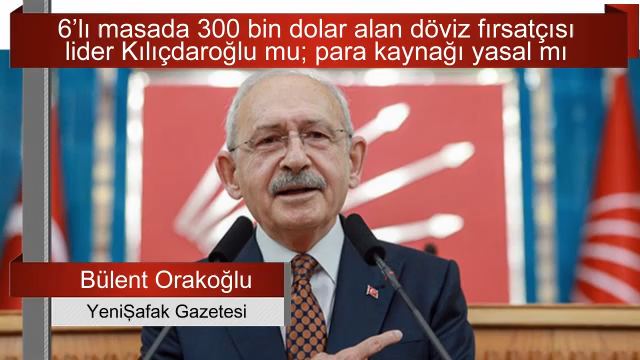 6’lı masada 300 bin dolar alan döviz fırsatçısı
lider Kılıçdaroğlu mu; para kaynağı yasal mı
Bülent Orakoğlu
YeniŞafak Gazetesi